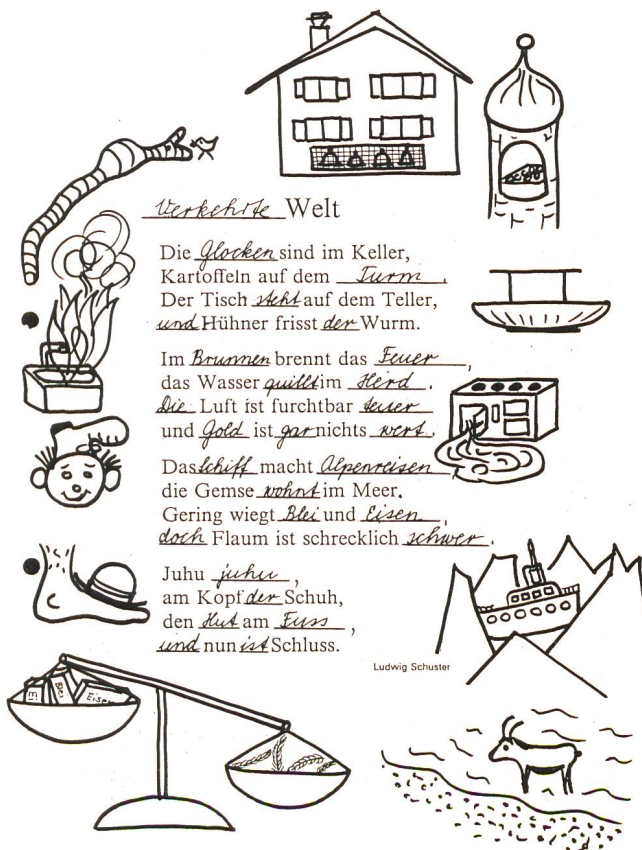 Verkehrte Welt
Die Glocken sind im Keller,
Kartoffeln auf dem Turm.
Der Tisch steht auf dem Teller,
und Hühner frisst der Wurm.
Im Brunnen brennt das Feuer,
das Wasser quillt im Herd.
Die Luft ist furchtbar teuer
und Gold ist gar nichts wert.
Das Schiff macht Alpenreisen,
die Gemse wohnt im Meer.
Gering wiegt Blei und Eisen,
doch Flaum ist schrecklich schwer.
Juhu juhu,
am Kopf der Schuh,
den Hut am Fuss,
und nun ist Schluss.
Ludwig Schuster
Ei
Blei
Eisen